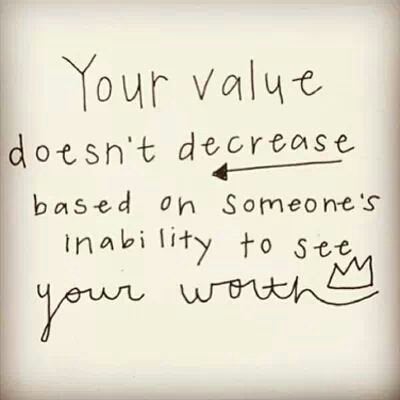 Your value
doesn't decrease
based on someone's
inability to see
your worth